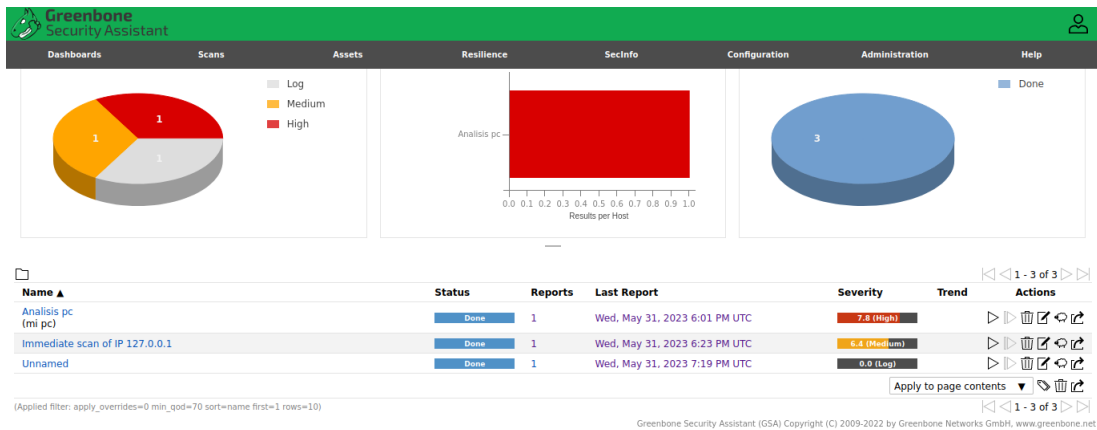 Greenbone
Security Assistant
Dashboards Scans Assets Resilience SecInfo Configuration Administration Help
1
1
1
Log
Medium
High
Analisis pc
0.0 0.1 0.2 0.3 0.4 0.5 0.6 0.7 0.8 0.9 1.0
Results per Host
3
Done
1 - 3 of 3
Name ▲ Status Reports Last Report Severity Trend Actions
Analisis pc Done 1 Wed, May 31, 2023 6:01 PM UTC 7.8 (High)
(mi pc)
Immediate scan of IP 127.0.0.1 Done 1 Wed, May 31, 2023 6:23 PM UTC 6.4 (Medium)
Unnamed Done 1 Wed, May 31, 2023 7:19 PM UTC 0.0 (Log)
Apply to page contents ▼
(Applied filter: apply_overrides=0 min_qod=70 sort=name first=1 rows=10) 1 - 3 of 3
Greenbone Security Assistant (GSA) Copyright (C) 2009-2022 by Greenbone Networks GmbH, www.greenbone.net